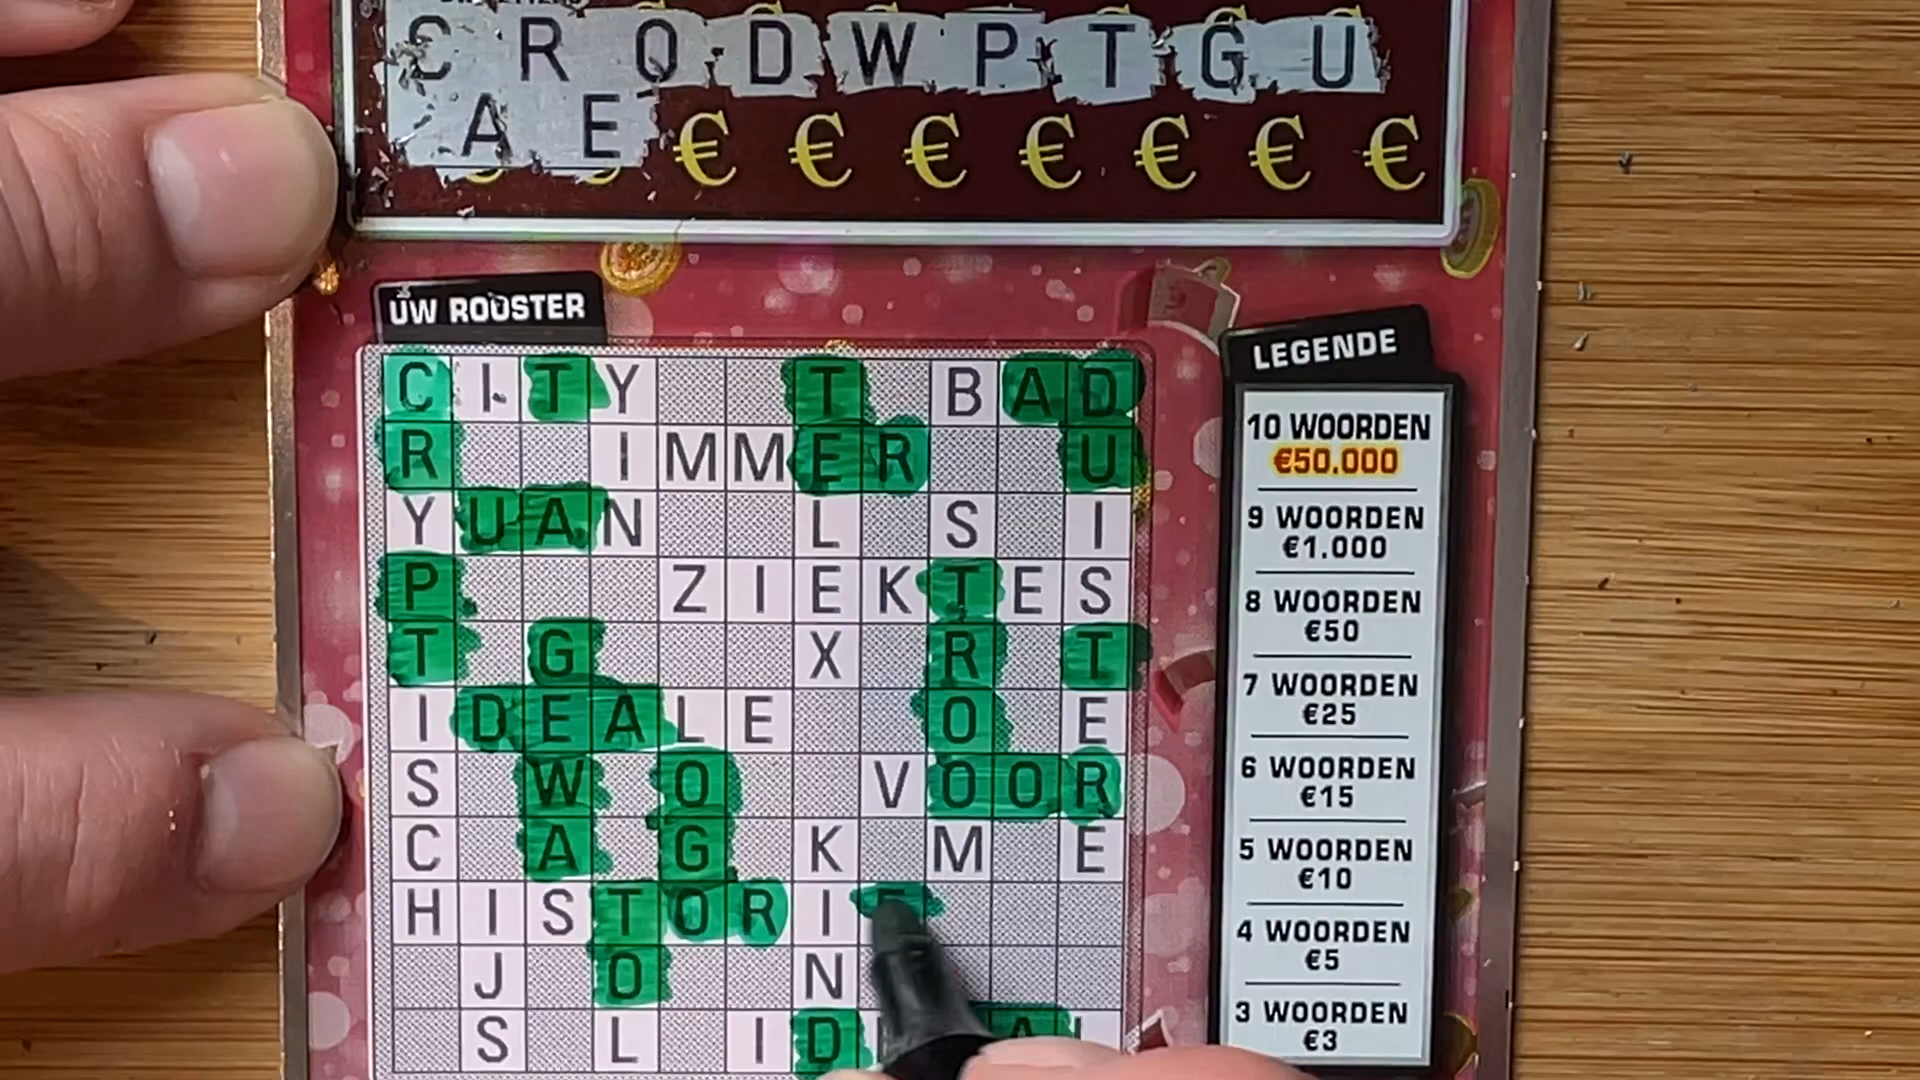 C R O D W P T G U
A E € € € € € € €
UW ROOSTER
LEGENDE
C I T Y T B A D
R I M M E R U
Y U A N L S I
P Z I E K T E S
T G X R T
I D E A L E O E
S W O V O O R
C A G K M E
H I S T O R I E
J O N
S L I D A L
10 WOORDEN
€50.000
9 WOORDEN
€1.000
8 WOORDEN
€50
7 WOORDEN
€25
6 WOORDEN
€15
5 WOORDEN
€10
4 WOORDEN
€5
3 WOORDEN
€3